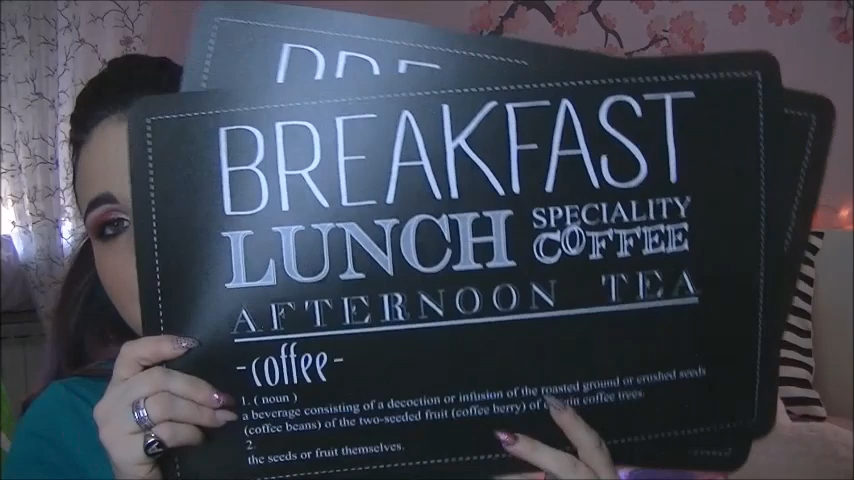 BREAKFAST
BREAKFAST
LUNCH SPECIALITY COFFEE
AFTERNOON TEA
-coffee-
1. ( noun )
a beverage consisting of a decoction or infusion of the roasted ground or crushed seeds
(coffee beans) of the two-seeded fruit (coffee berry) of coffee trees.
2.
the seeds or fruit themselves.